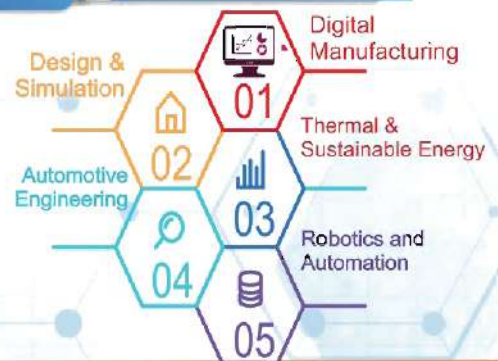 Digital
Manufacturing
01
Design &
Simulation
02
Thermal &
Sustainable Energy
03
Automotive
Engineering
04
Robotics and
Automation
05